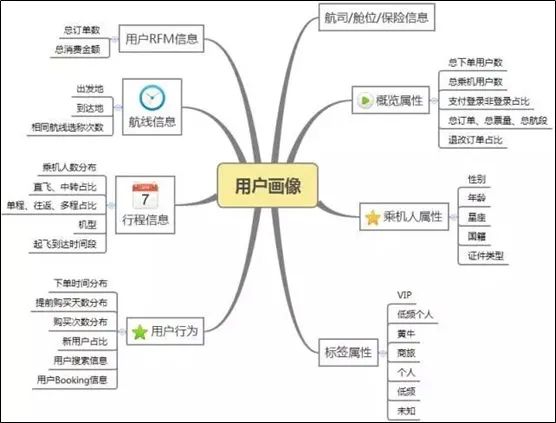 用户画像
用户RFM信息
总订单数
总消费金额
航线信息
出发地
到达地
相同航线选称次数
7
行程信息
乘机人数分布
直飞、中转占比
单程、往返、多程占比
机型
起飞到达时间段
用户行为
下单时间分布
提前购买天数分布
购买次数分布
新用户占比
用户搜索信息
用户Booking信息
航司/舱位/保险信息
概览属性
总下单用户数
总乘机用户数
支付登录非登录占比
总订单、总票量、总航段
退改订单占比
乘机人属性
性别
年龄
星座
国籍
证件类型
标签属性
VIP
低频个人
黄牛
商旅
个人
低频
未知